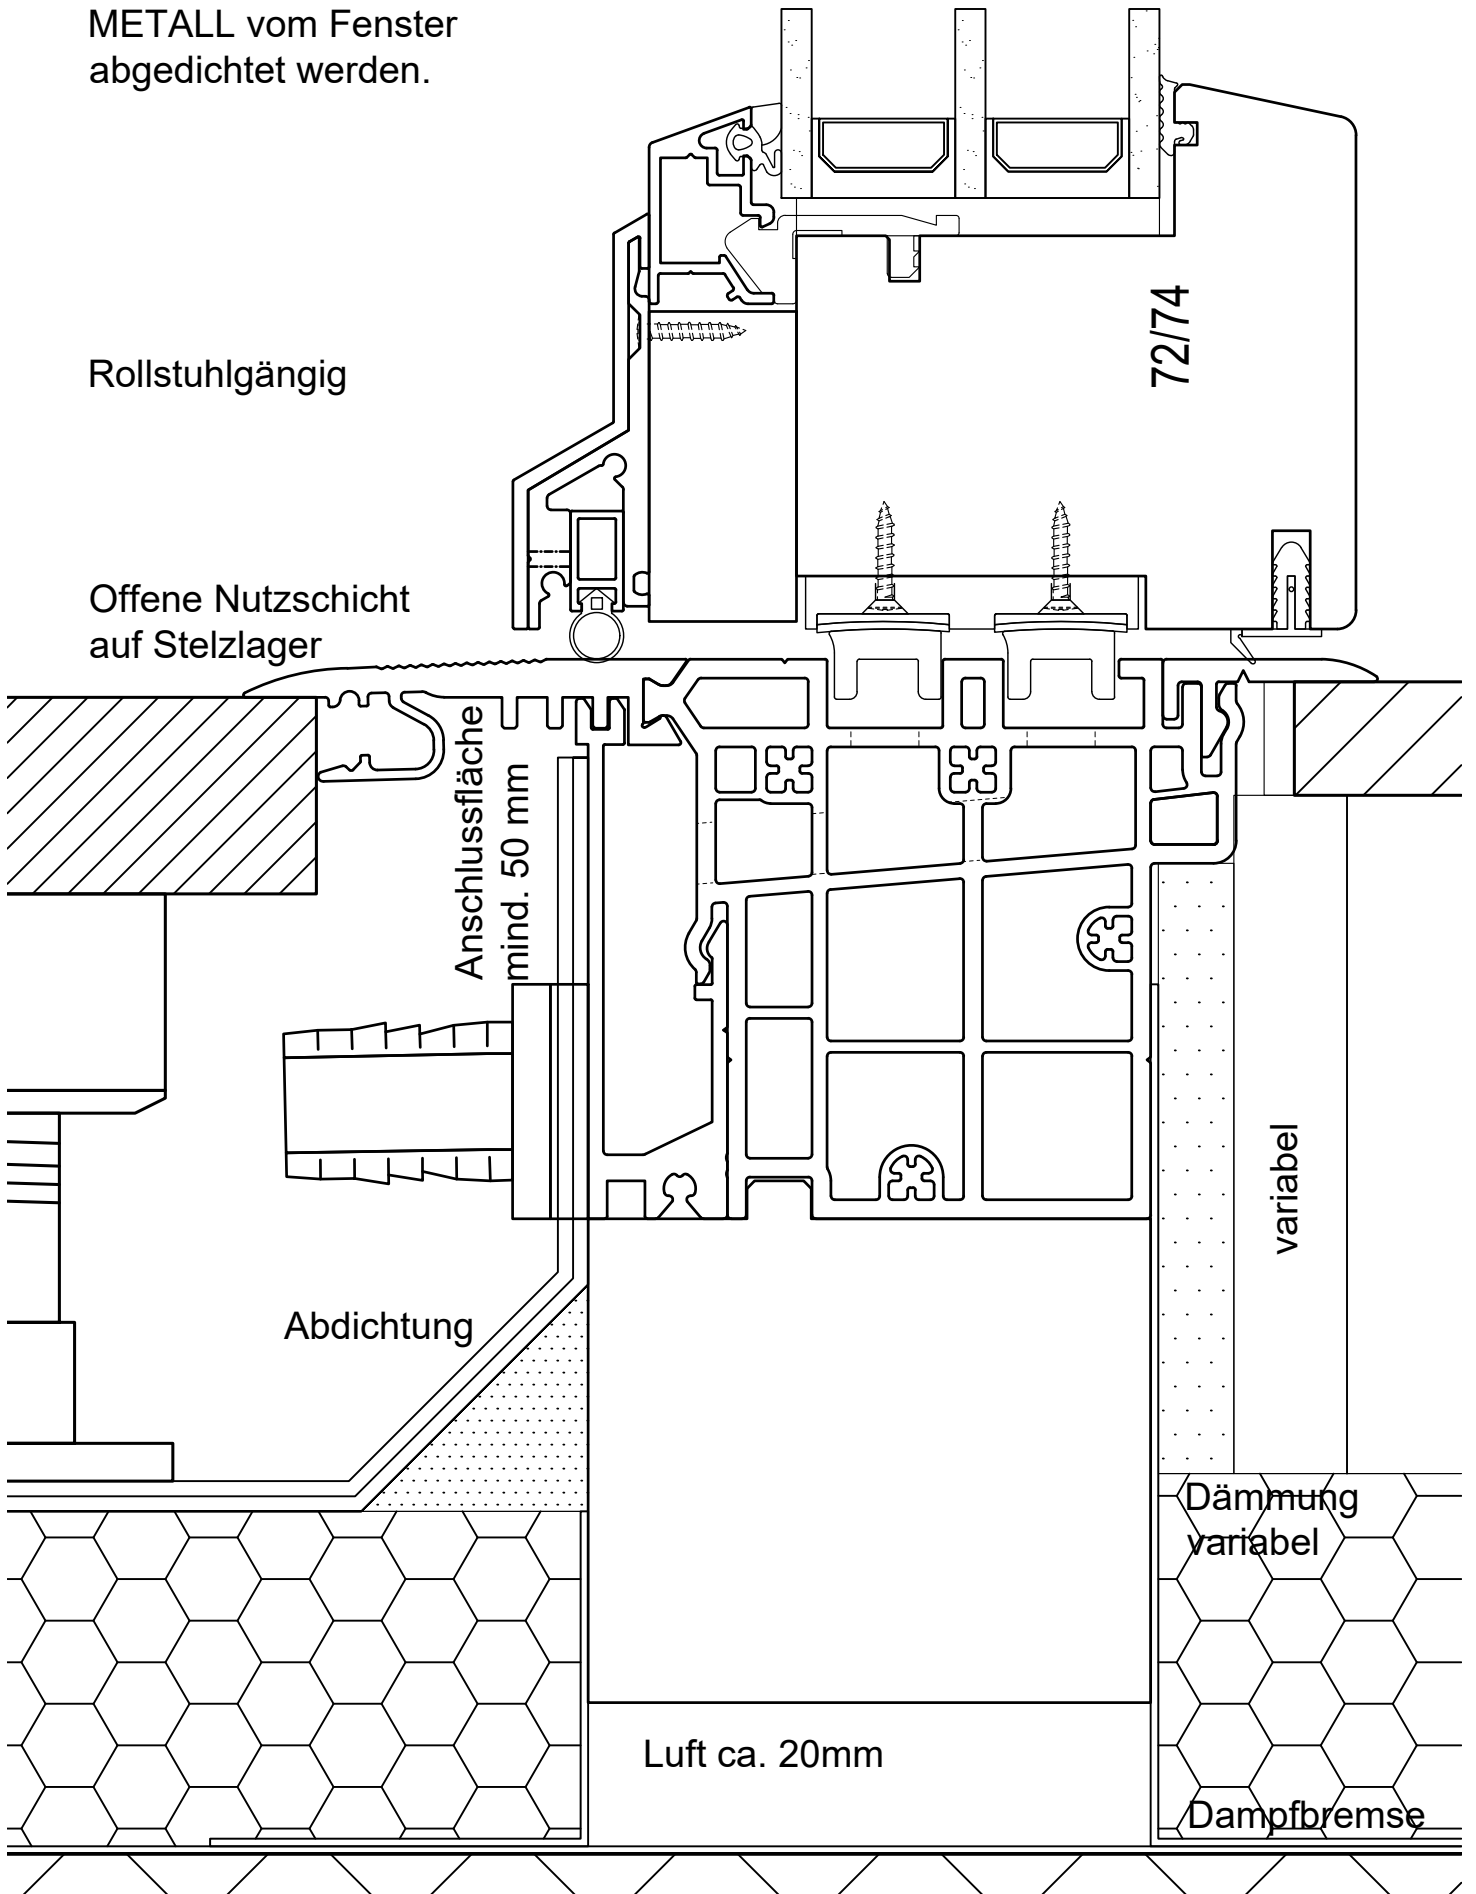 METALL vom Fenster
abgedichtet werden.
72/74
Rollstuhlgängig
Offene Nutzschicht
auf Stelzlager
Anschlussfläche
mind. 50 mm
variabel
Abdichtung
Dämmung
variabel
Luft ca. 20mm
Dampfbremse